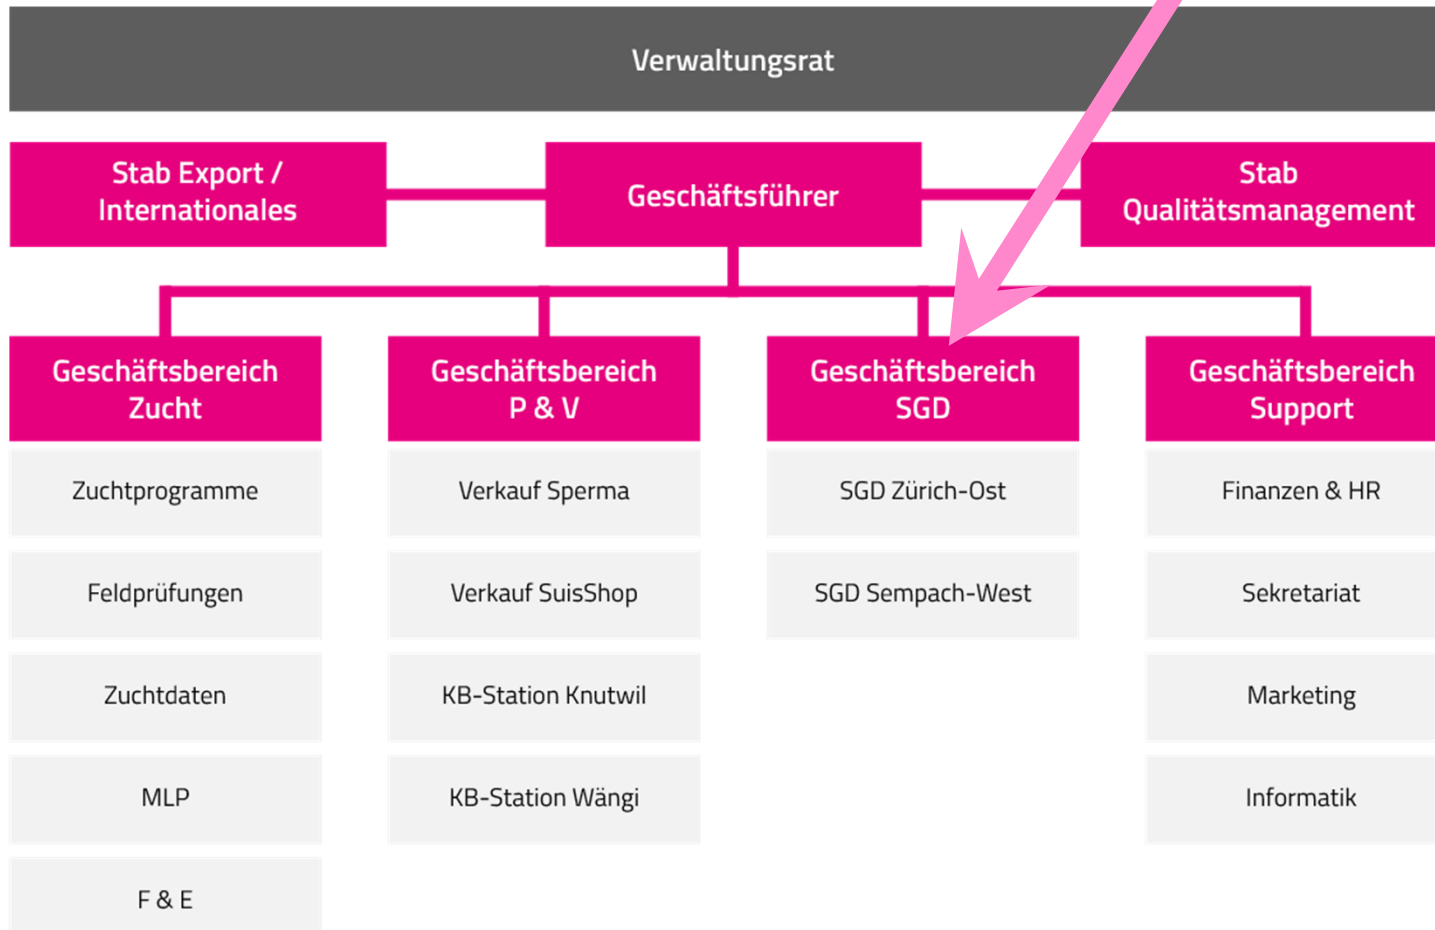 Verwaltungsrat
Stab Export /
Internationales
Geschäftsführer
Stab
Qualitätsmanagement
Geschäftsbereich
Zucht
Geschäftsbereich
P & V
Geschäftsbereich
SGD
Geschäftsbereich
Support
Zuchtprogramme
Verkauf Sperma
SGD Zürich-Ost
Finanzen & HR
Feldprüfungen
Verkauf SuisShop
SGD Sempach-West
Sekretariat
Zuchtdaten
KB-Station Knutwil
Marketing
MLP
KB-Station Wängi
Informatik
F & E